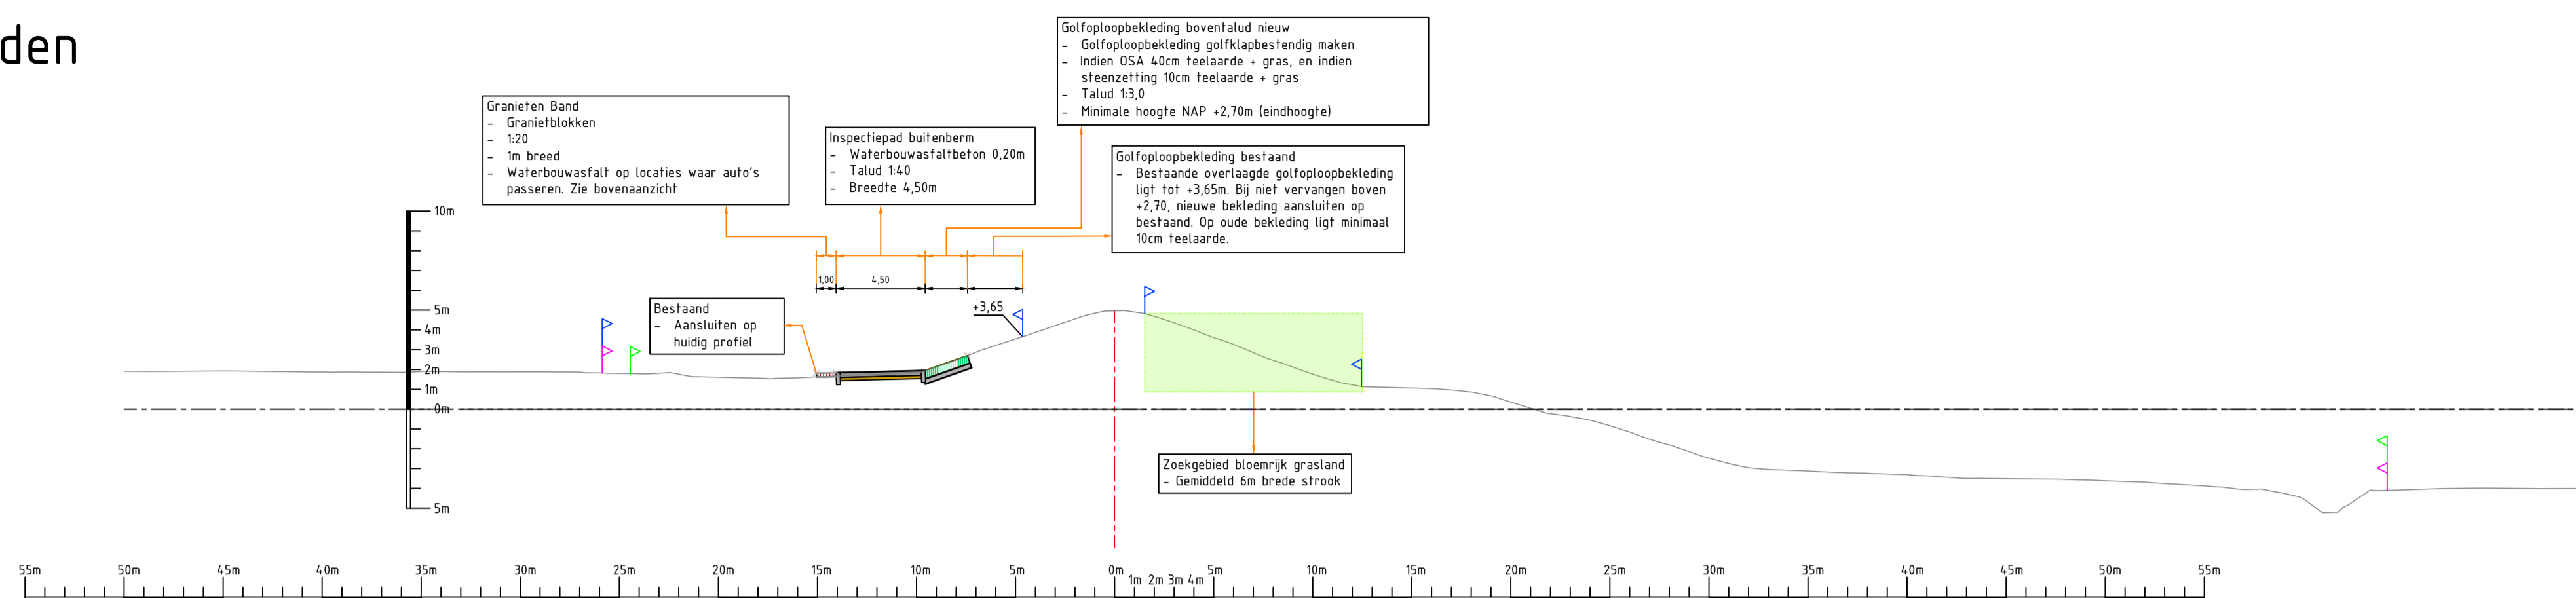 den
Golfoploopbekleding boventalud nieuw
- Golfoploopbekleding golfklapbestendig maken
- Indien OSA 40cm teelaarde + gras, en indien
steenzetting 10cm teelaarde + gras
- Talud 1:3,0
- Minimale hoogte NAP +2,70m (eindhoogte)
Granieten Band
- Granietblokken
- 1:20
- 1m breed
- Waterbouwasfalt op locaties waar auto's
passeren. Zie bovenaanzicht
Inspectiepad buitenberm
- Waterbouwasfaltbeton 0,20m
- Talud 1:40
- Breedte 4,50m
Golfoploopbekleding bestaand
- Bestaande overlaagde golfoploopbekleding
ligt tot +3,65m. Bij niet vervangen boven
+2,70, nieuwe bekleding aansluiten op
bestaand. Op oude bekleding ligt minimaal
10cm teelaarde.
10m
5m
4m
3m
2m
1m
0m
5m
1,00
4,50
Bestaand
- Aansluiten op
huidig profiel
+3,65
Zoekgebied bloemrijk grasland
- Gemiddeld 6m brede strook
55m 50m 45m 40m 35m 30m 25m 20m 15m 10m 5m 0m 1m 2m 3m 4m 5m 10m 15m 20m 25m 30m 35m 40m 45m 50m 55m